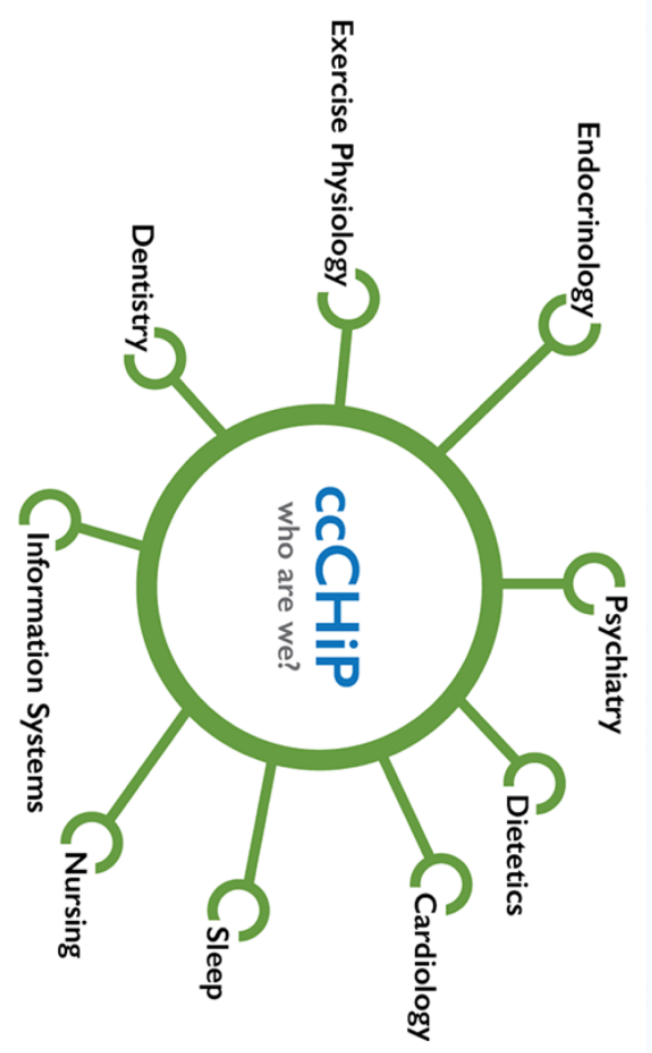 Endocrinology
Psychiatry
Exercise Physiology
Dietetics
ccCHiP
who are we?
Cardiology
Dentistry
Sleep
Information Systems
Nursing